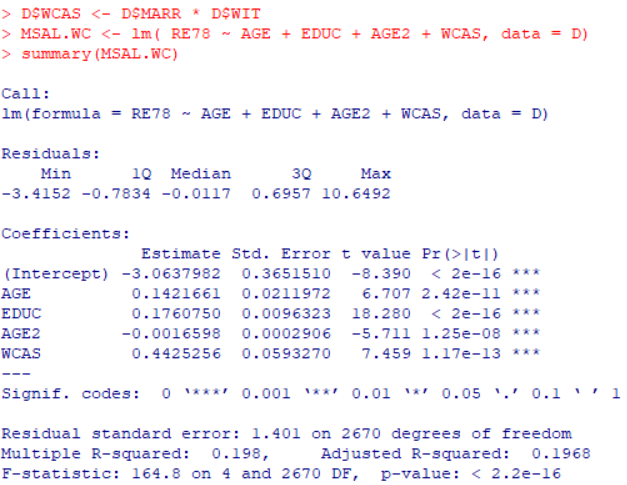 > D$WCAS <- D$MARR * D$WIT
> MSAL.WC <- lm( RE78 ~ AGE + EDUC + AGE2 + WCAS, data = D)
> summary(MSAL.WC)
Call:
lm(formula = RE78 ~ AGE + EDUC + AGE2 + WCAS, data = D)
Residuals:
    Min      1Q  Median      3Q     Max
-3.4152 -0.7834 -0.0117  0.6957 10.6492
Coefficients:
              Estimate Std. Error t value Pr(>|t|)
(Intercept) -3.0637982  0.3651510  -8.390  < 2e-16 ***
AGE          0.1421661  0.0211972   6.707 2.42e-11 ***
EDUC         0.1760750  0.0096323  18.280  < 2e-16 ***
AGE2        -0.0016598  0.0002906  -5.711 1.25e-08 ***
WCAS         0.4425256  0.0593270   7.459 1.17e-13 ***
---
Signif. codes:  0 ‘***’ 0.001 ‘**’ 0.01 ‘*’ 0.05 ‘.’ 0.1 ‘ ’ 1
Residual standard error: 1.401 on 2670 degrees of freedom
Multiple R-squared:  0.198,     Adjusted R-squared:  0.1968
F-statistic: 164.8 on 4 and 2670 DF,  p-value: < 2.2e-16